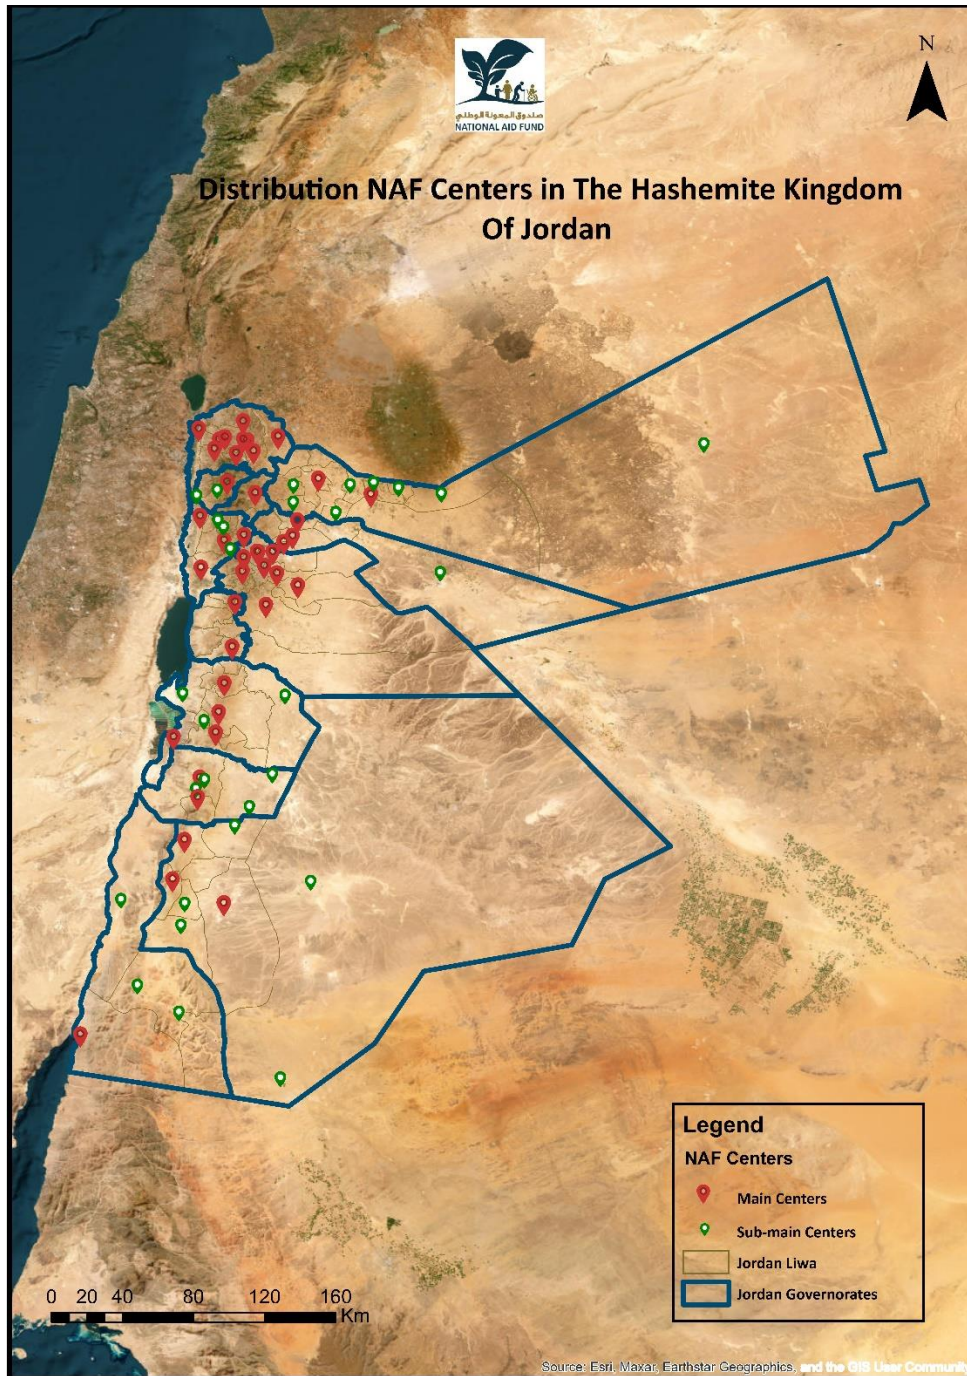 صندوق المعونة الوطني
NATIONAL AID FUND
N
Distribution NAF Centers in The Hashemite Kingdom
Of Jordan
Legend
NAF Centers
Main Centers
Sub-main Centers
Jordan Liwa
Jordan Governorates
0 20 40 80 120 160
Km
Source: Esri, Maxar, Earthstar Geographics, and the GIS User Community